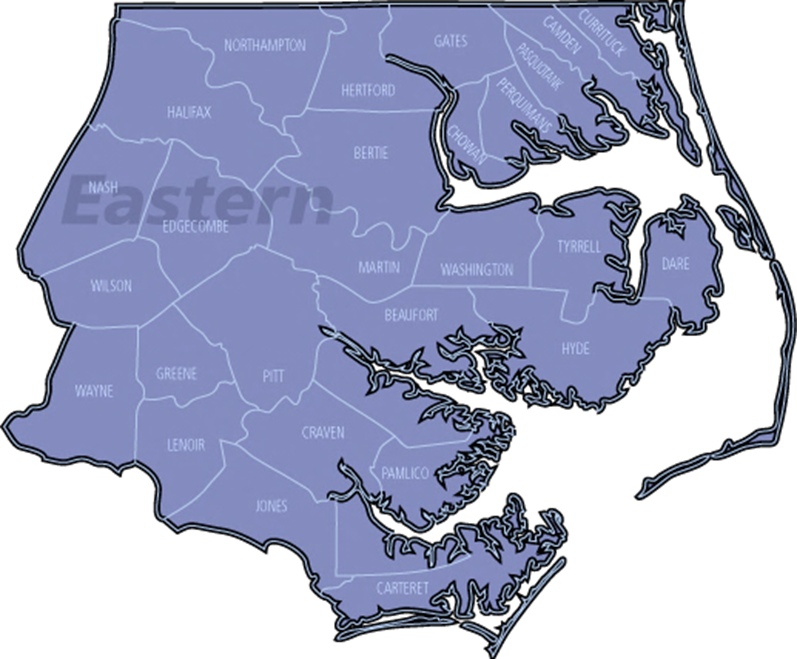 CURRITUCK
CAMDEN
NORTHAMPTON
GATES
PASQUOTANK
HERTFORD
PERQUIMANS
HALIFAX
CHOWAN
BERTIE
NASH
Eastern
EDGECOMBE
TYRRELL
DARE
MARTIN
WASHINGTON
WILSON
BEAUFORT
HYDE
GREENE
PITT
WAYNE
CRAVEN
LENOIR
PAMLICO
JONES
CARTERET